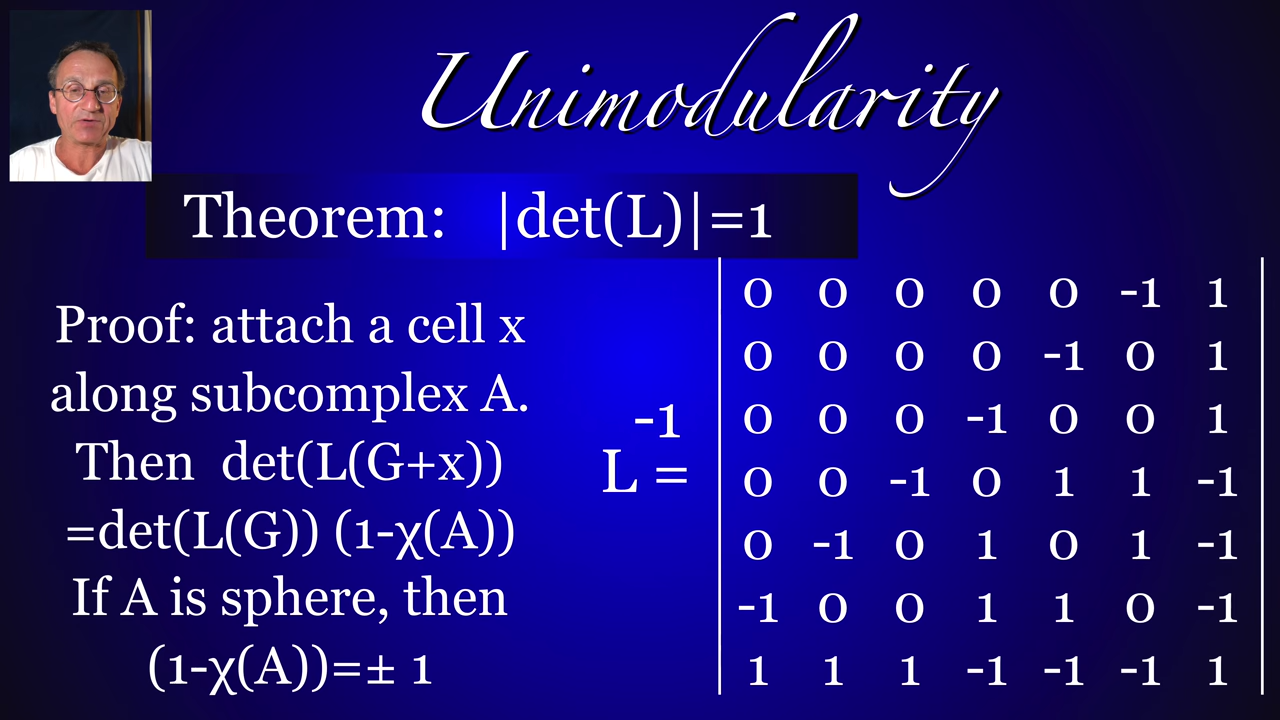 Unimodularity
Theorem: |det(L)|=1
Proof: attach a cell x
along subcomplex A.
Then det(L(G+x))
=det(L(G)) (1-χ(A))
If A is sphere, then
(1-χ(A))=± 1
-1
L =
0 0 0 0 0 -1 1
0 0 0 0 -1 0 1
0 0 0 -1 0 0 1
0 0 -1 0 1 1 -1
0 -1 0 1 0 1 -1
-1 0 0 1 1 0 -1
1 1 1 -1 -1 -1 1